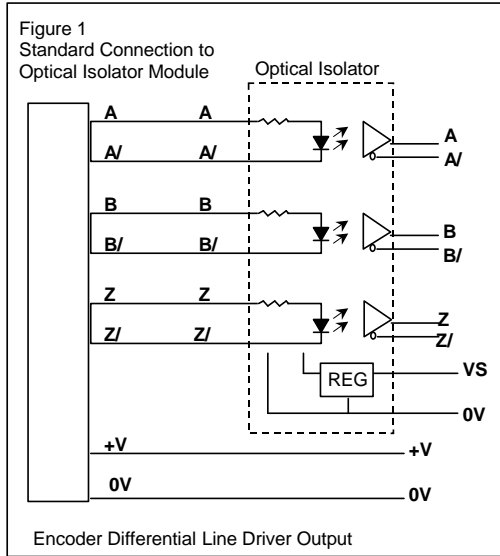 Figure 1
Standard Connection to
Optical Isolator Module
Optical Isolator
A A A
A/ A/ A/
B B B
B/ B/ B/
Z Z Z
Z/ Z/ Z/
VS
REG
0V
+V +V
0V 0V
Encoder Differential Line Driver Output